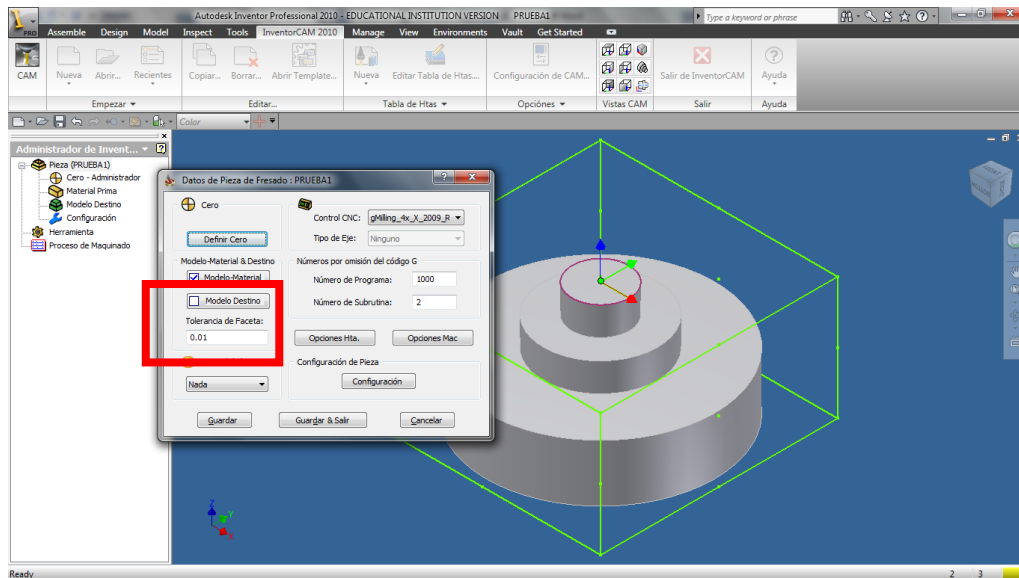 Autodesk Inventor Professional 2010 - EDUCATIONAL INSTITUTION VERSION PRUEBA1
Type a keyword or phrase
PRO
Assemble Design Model Inspect Tools InventorCAM 2010 Manage View Environments Vault Get Started
CAM Nueva Abrir... Recientes Copiar... Borrar... Abrir Template... Nueva Editar Tabla de Htas... Configuración de CAM... Salir de InventorCAM Ayuda
Empezar Editar... Tabla de Htas Opciónes Vistas CAM Salir Ayuda
Color
Administrador de Invent...
Pieza (PRUEBA1)
Cero - Administrador
Material Prima
Modelo Destino
Configuración
Herramienta
Proceso de Maquinado
Datos de Pieza de Fresado : PRUEBA1
Cero
Definir Cero
Control CNC: gMilling_4x_X_2009_R
Tipo de Eje: Ninguno
Modelo-Material & Destino
Modelo-Material
Modelo Destino
Tolerancia de Faceta:
0.01
Nada
Números por omisión del código G
Número de Programa: 1000
Número de Subrutina: 2
Opciones Hta. Opciones Mac
Configuración de Pieza
Configuración
Guardar Guardar & Salir Cancelar
Z
Y
X
Ready 2 3